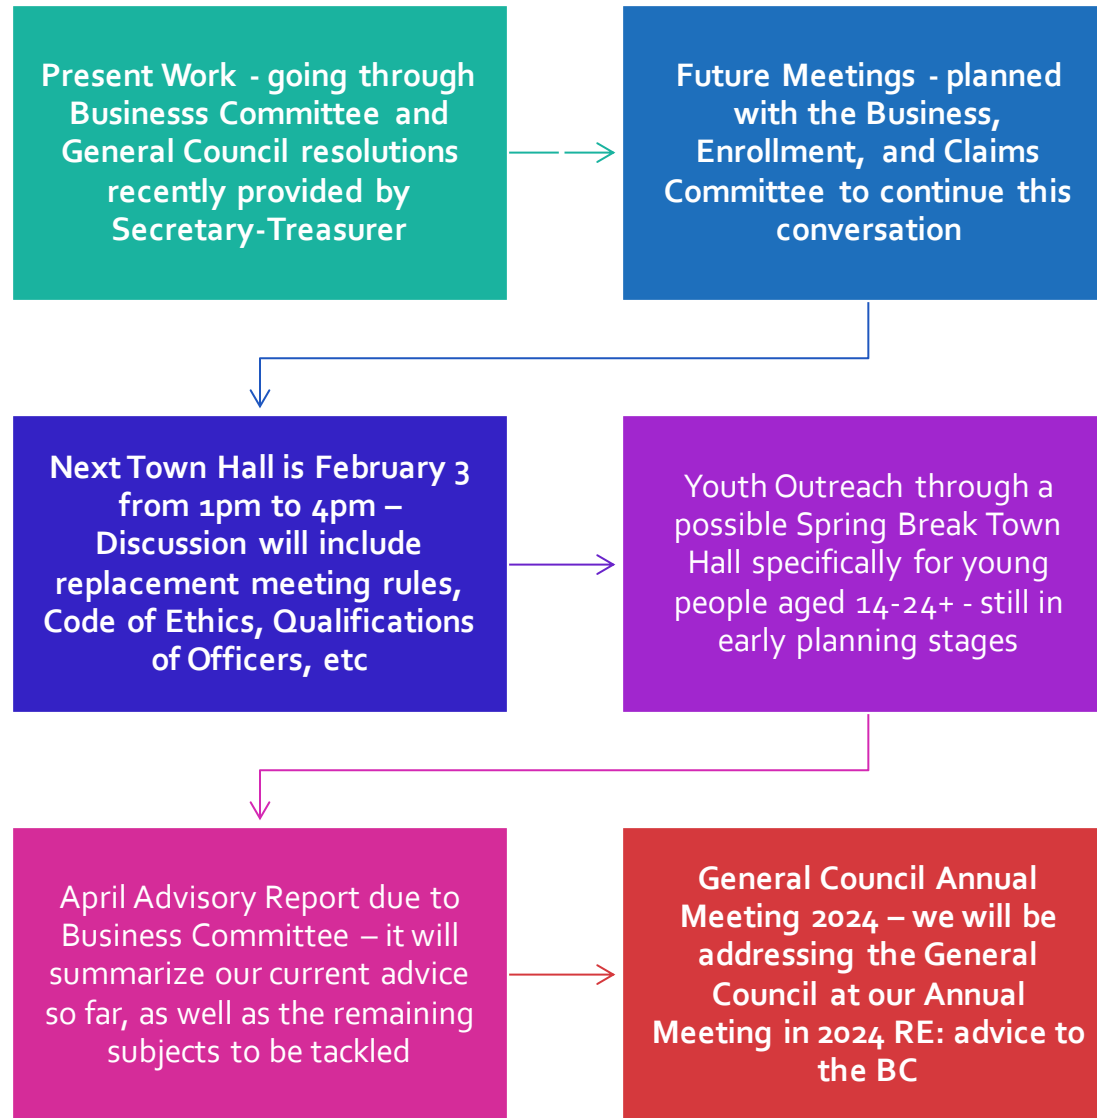 Present Work - going through
Businesss Committee and
General Council resolutions
recently provided by
Secretary-Treasurer
Future Meetings - planned
with the Business,
Enrollment, and Claims
Committee to continue this
conversation
Next Town Hall is February 3
from 1pm to 4pm –
Discussion will include
replacement meeting rules,
Code of Ethics, Qualifications
of Officers, etc
Youth Outreach through a
possible Spring Break Town
Hall specifically for young
people aged 14-24+ - still in
early planning stages
April Advisory Report due to
Business Committee – it will
summarize our current advice
so far, as well as the remaining
subjects to be tackled
General Council Annual
Meeting 2024 – we will be
addressing the General
Council at our Annual
Meeting in 2024 RE: advice to
the BC